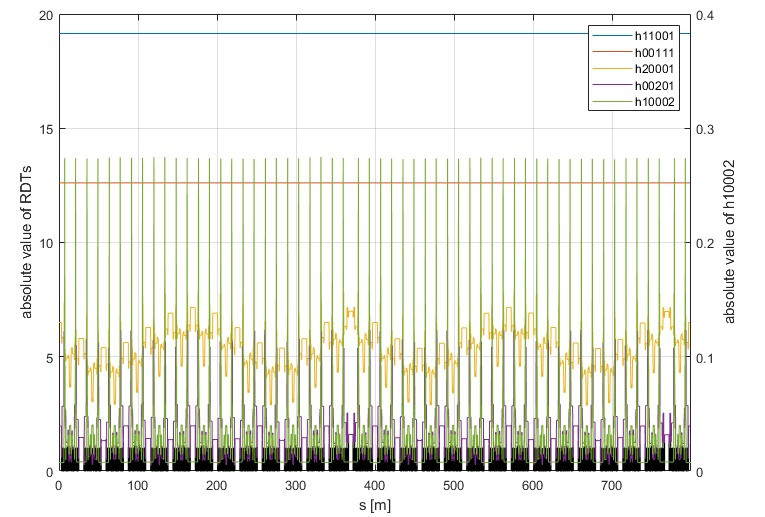 20
15
10
5
0
absolute value of RDTs
0.4
0.3
0.2
0.1
0
absolute value of h10002
h11001
h00111
h20001
h00201
h10002
0 100 200 300 400 500 600 700
s [m]